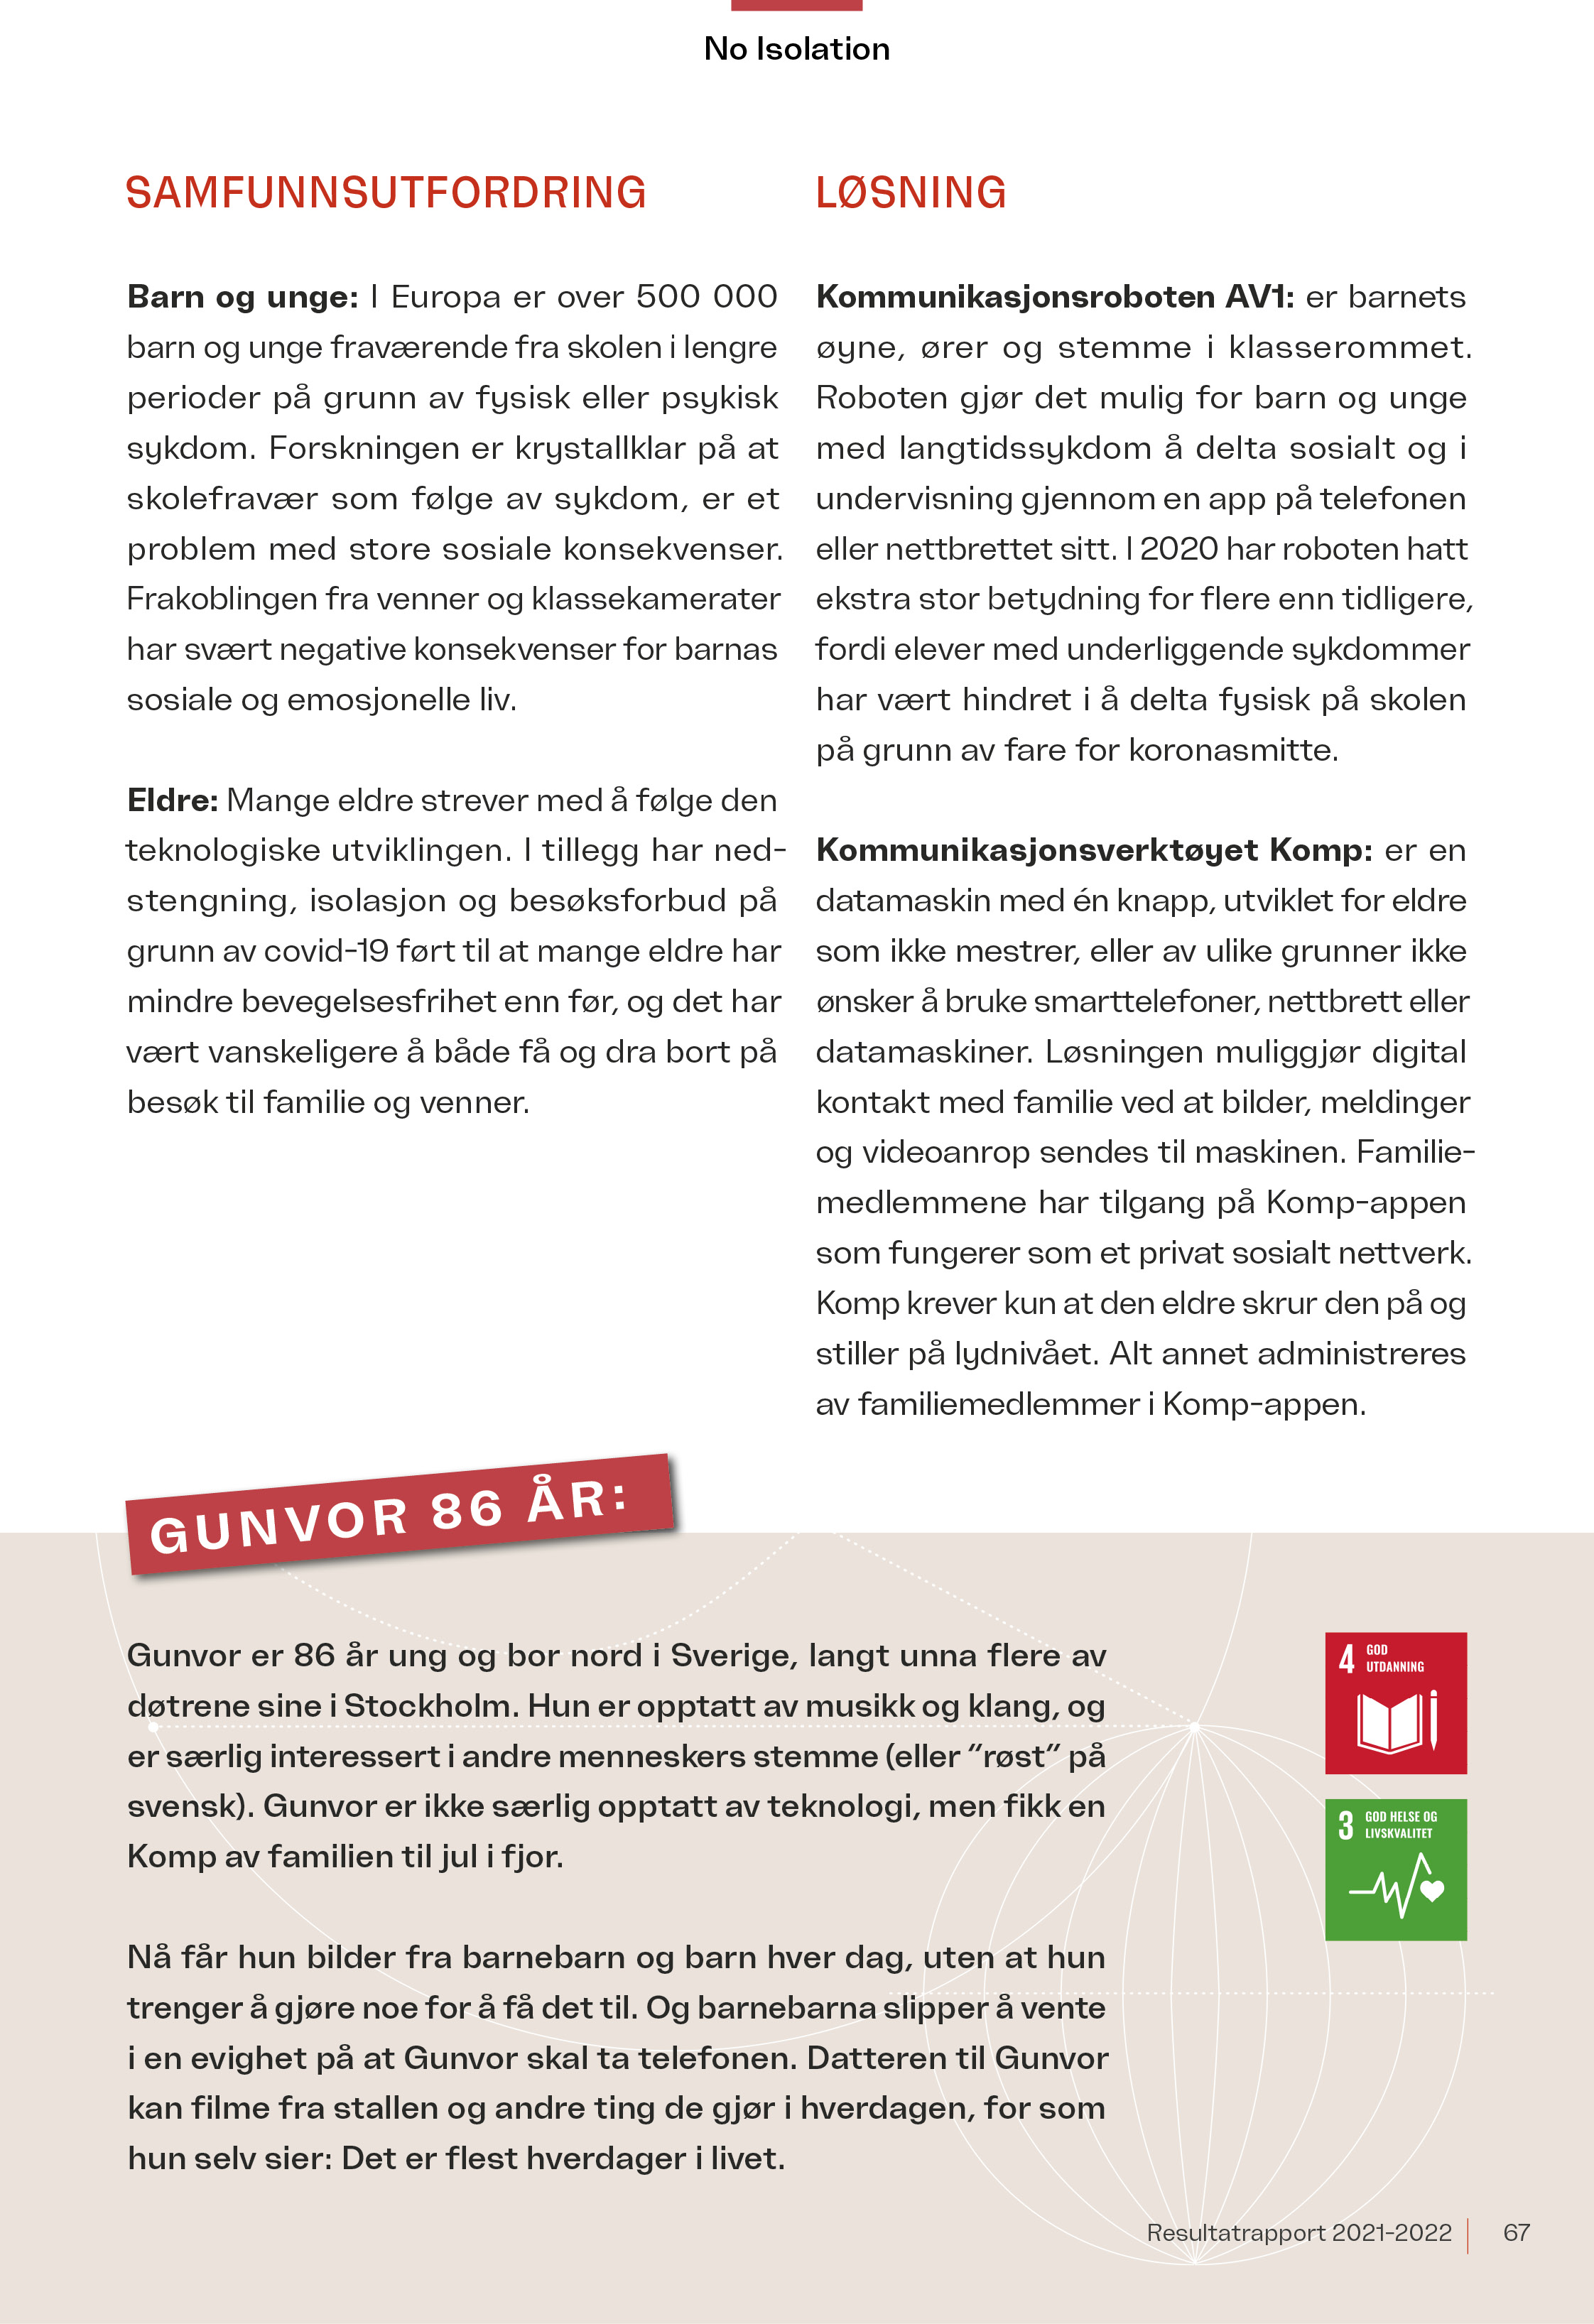 No Isolation
SAMFUNNSUTFORDRING
Barn og unge: I Europa er over 500 000
barn og unge fraværende fra skolen i lengre
perioder på grunn av fysisk eller psykisk
sykdom. Forskningen er krystallklar på at
skolefravær som følge av sykdom, er et
problem med store sosiale konsekvenser.
Frakoblingen fra venner og klassekamerater
har svært negative konsekvenser for barnas
sosiale og emosjonelle liv.
Eldre: Mange eldre strever med å følge den
teknologiske utviklingen. I tillegg har ned-
stengning, isolasjon og besøksforbud på
grunn av covid-19 ført til at mange eldre har
mindre bevegelsesfrihet enn før, og det har
vært vanskeligere å både få og dra bort på
besøk til familie og venner.
LØSNING
Kommunikasjonsroboten AV1: er barnets
øyne, ører og stemme i klasserommet.
Roboten gjør det mulig for barn og unge
med langtidssykdom å delta sosialt og i
undervisning gjennom en app på telefonen
eller nettbrettet sitt. I 2020 har roboten hatt
ekstra stor betydning for flere enn tidligere,
fordi elever med underliggende sykdommer
har vært hindret i å delta fysisk på skolen
på grunn av fare for koronasmitte.
Kommunikasjonsverktøyet Komp: er en
datamaskin med én knapp, utviklet for eldre
som ikke mestrer, eller av ulike grunner ikke
ønsker å bruke smarttelefoner, nettbrett eller
datamaskiner. Løsningen muliggjør digital
kontakt med familie ved at bilder, meldinger
og videoanrop sendes til maskinen. Familie-
medlemmene har tilgang på Komp-appen
som fungerer som et privat sosialt nettverk.
Komp krever kun at den eldre skrur den på og
stiller på lydnivået. Alt annet administreres
av familiemedlemmer i Komp-appen.
GUNVOR 86 ÅR:
Gunvor er 86 år ung og bor nord i Sverige, langt unna flere av
døtrene sine i Stockholm. Hun er opptatt av musikk og klang, og
er særlig interessert i andre menneskers stemme (eller "røst" på
svensk). Gunvor er ikke særlig opptatt av teknologi, men fikk en
Komp av familien til jul i fjor.
Nå får hun bilder fra barnebarn og barn hver dag, uten at hun
trenger å gjøre noe for å få det til. Og barnebarna slipper å vente
i en evighet på at Gunvor skal ta telefonen. Datteren til Gunvor
kan filme fra stallen og andre ting de gjør i hverdagen, for som
hun selv sier: Det er flest hverdager i livet.
4 GOD
UTDANNING
3 GOD HELSE OG
LIVSKVALITET
Resultatrapport 2021-2022 67